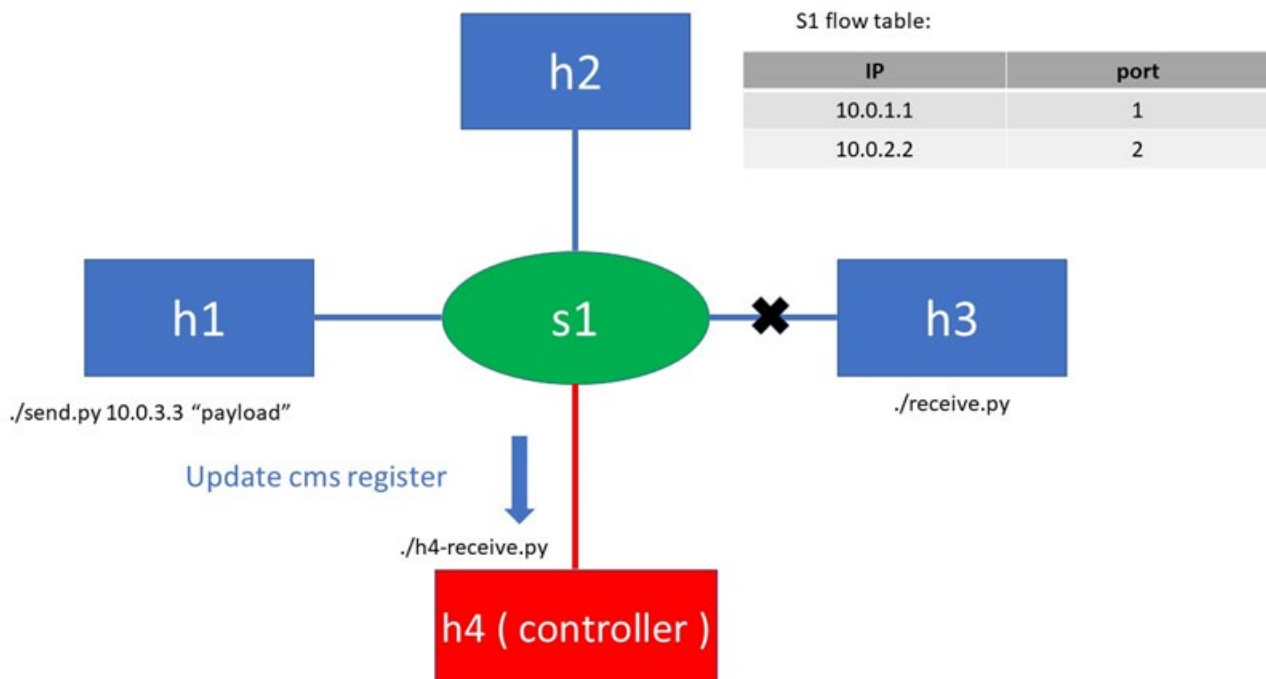 S1 flow table:
IP port
10.0.1.1 1
10.0.2.2 2
h2
h1
s1
h3
./send.py 10.0.3.3 “payload”
./receive.py
Update cms register
./h4-receive.py
h4 ( controller )